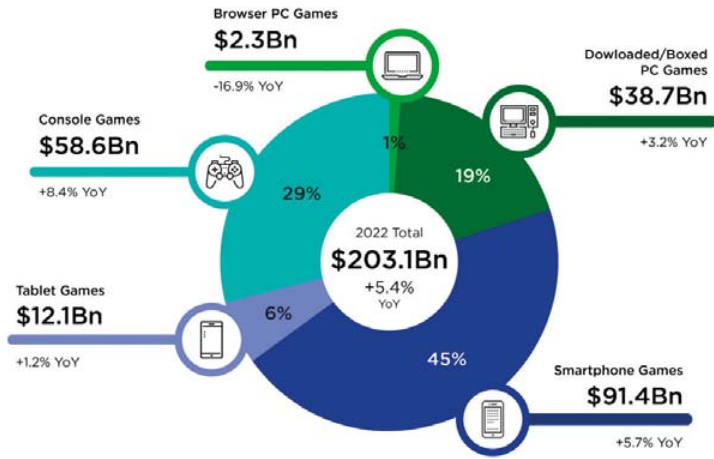 Browser PC Games
$2.3Bn
-16.9% YoY
Dowloaded/Boxed
PC Games
$38.7Bn
+3.2% YoY
Console Games
$58.6Bn
+8.4% YoY
1%
19%
29%
2022 Total
$203.1Bn
+5.4%
YoY
Tablet Games
$12.1Bn
+1.2% YoY
6%
45%
Smartphone Games
$91.4Bn
+5.7% YoY